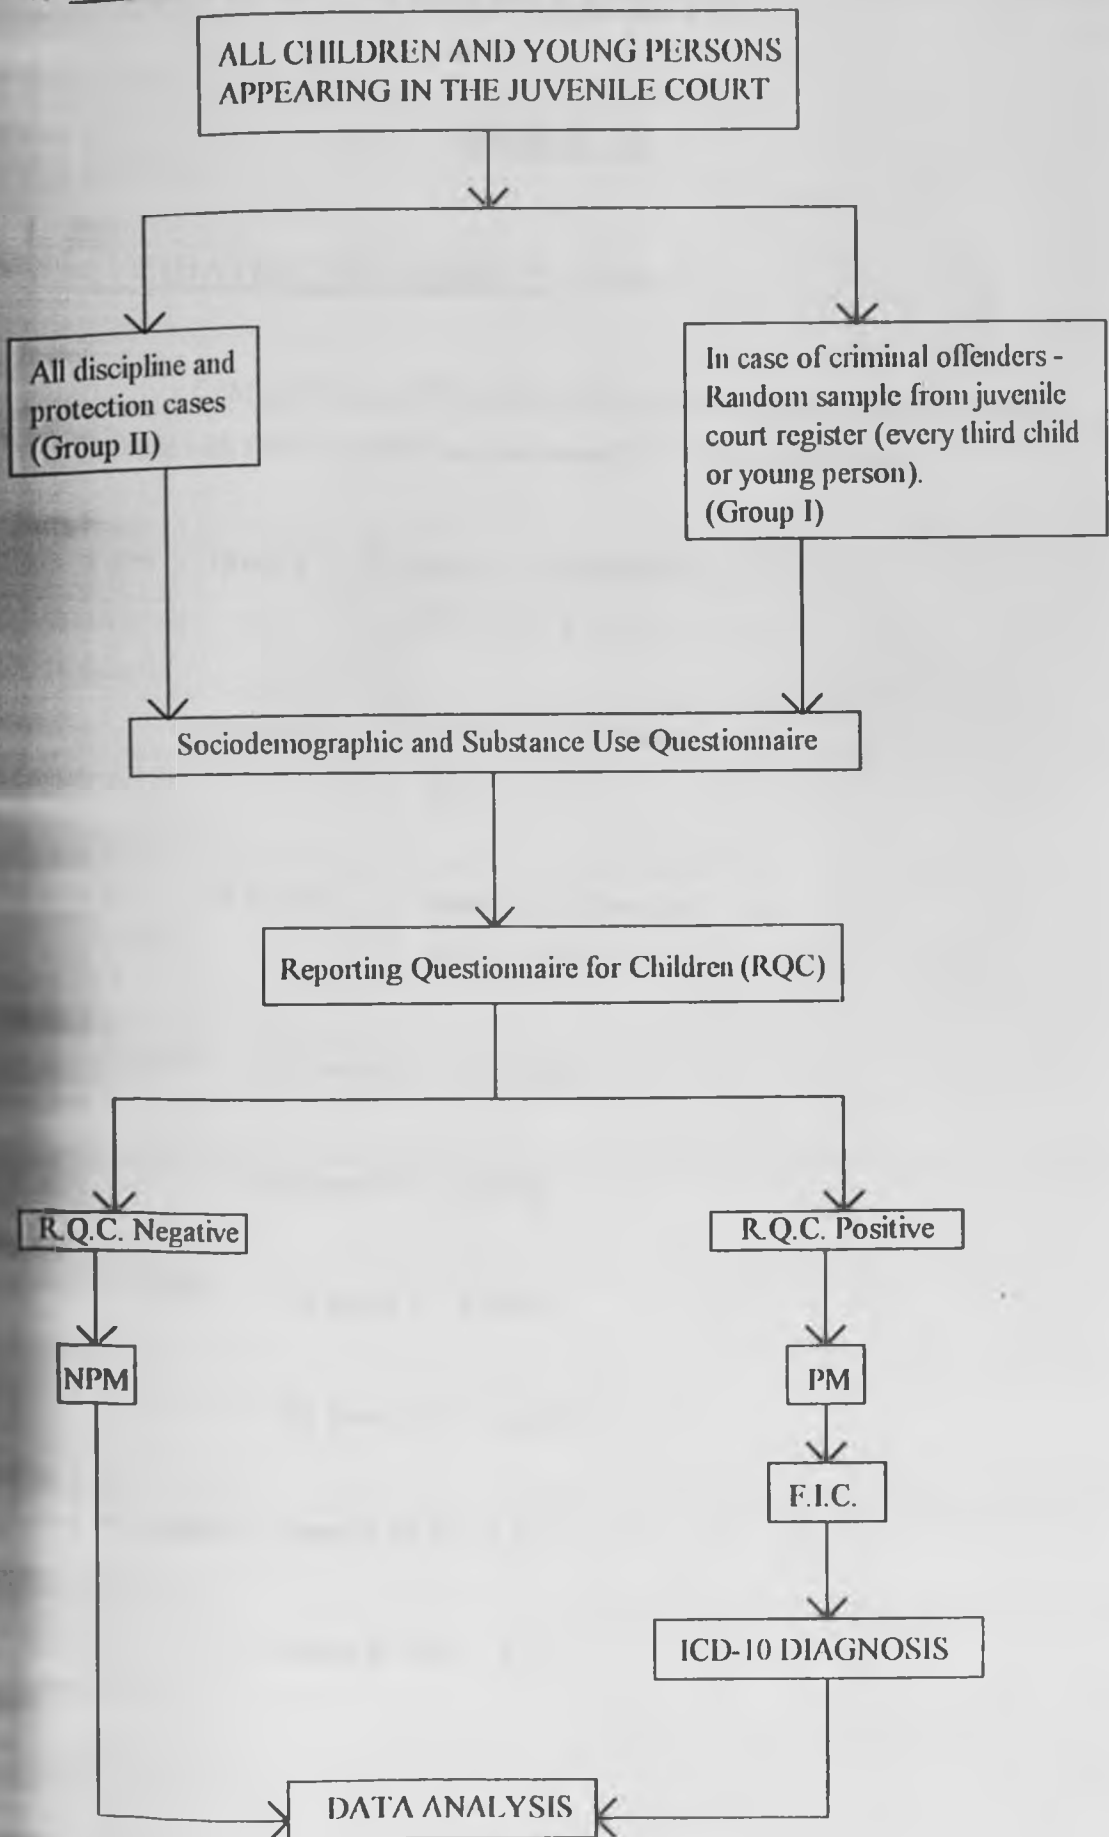 ALL CHILDREN AND YOUNG PERSONS
APPEARING IN THE JUVENILE COURT
All discipline and
protection cases
(Group II)
In case of criminal offenders -
Random sample from juvenile
court register (every third child
or young person).
(Group I)
Sociodemographic and Substance Use Questionnaire
Reporting Questionnaire for Children (RQC)
R.Q.C. Negative
R.Q.C. Positive
NPM
PM
F.I.C.
ICD-10 DIAGNOSIS
DATA ANALYSIS